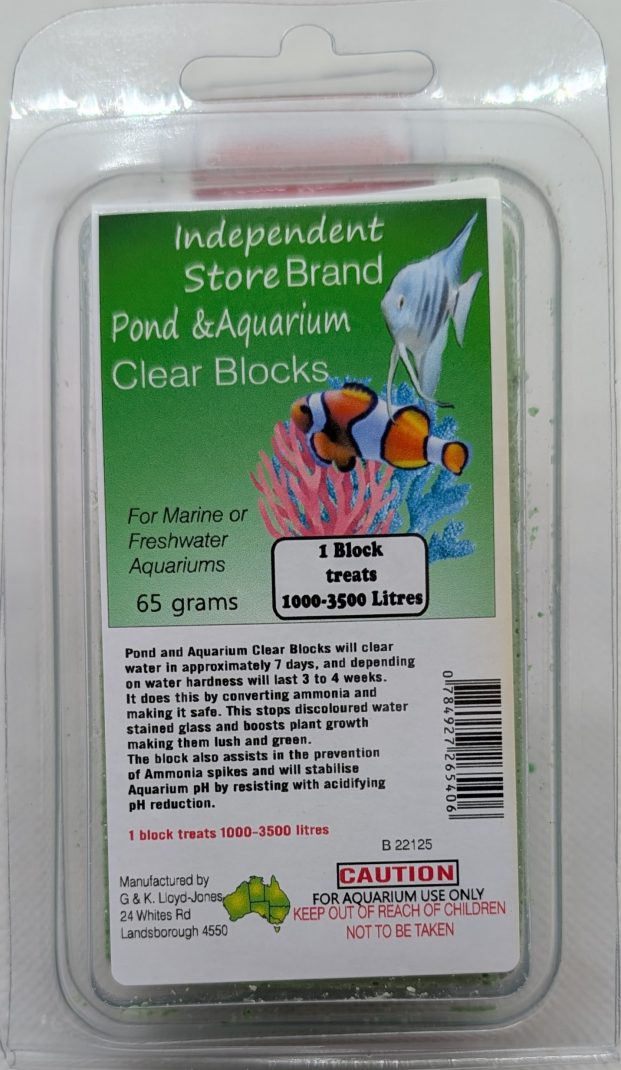 Independent
Store Brand
Pond & Aquarium
Clear Blocks
For Marine or
Freshwater
Aquariums
65 grams
1 Block
treats
1000-3500 Litres
Pond and Aquarium Clear Blocks will clear
water in approximately 7 days, and depending
on water hardness will last 3 to 4 weeks.
It does this by converting ammonia and
making it safe. This stops discoloured water
stained glass and boosts plant growth
making them lush and green.
The block also assists in the prevention
of Ammonia spikes and will stabilise
Aquarium pH by resisting with acidifying
pH reduction.
1 block treats 1000-3500 litres
0 784927 265406
B 22125
Manufactured by
G & K. Lloyd-Jones
24 Whites Rd
Landsborough 4550
CAUTION
FOR AQUARIUM USE ONLY
KEEP OUT OF REACH OF CHILDREN
NOT TO BE TAKEN